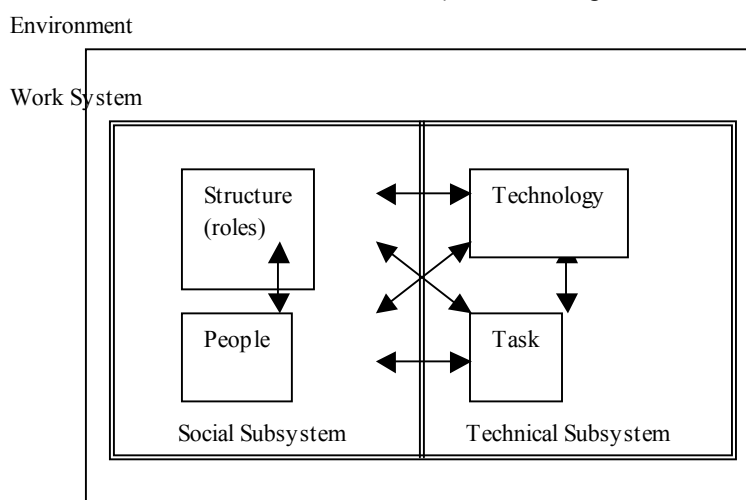 Environment
Work System
Structure
(roles)
Technology
People
Task
Social Subsystem
Technical Subsystem